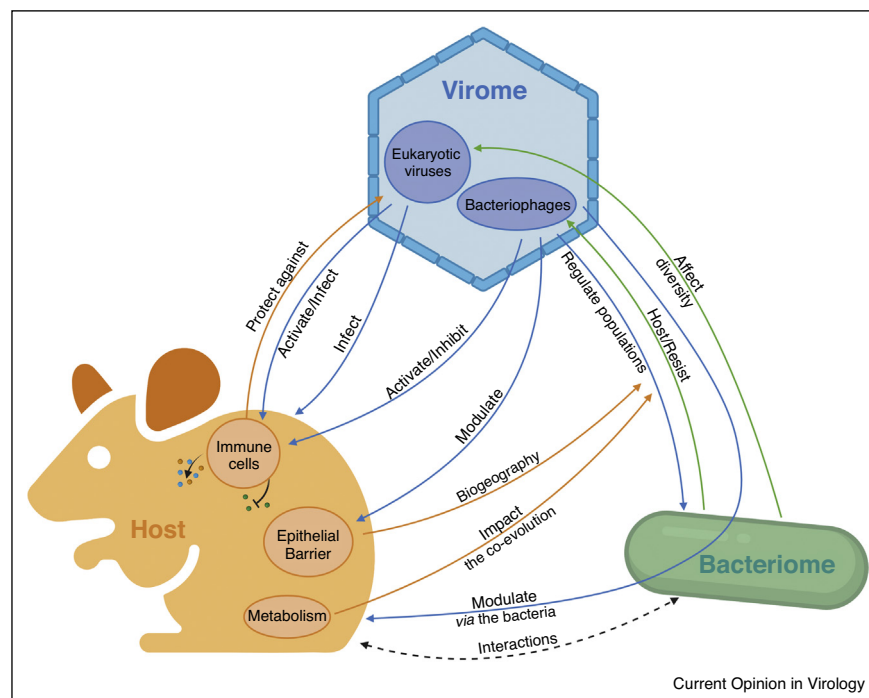 Virome
Eukaryotic
viruses
Bacteriophages
Protect against
Activate/Infect
Infect
Activate/Inhibit
Modulate
Regulate populations
Host/Resist
Affect
diversity
Immune
cells
Host
Epithelial
Barrier
Metabolism
Biogeography
Impact
the co-evolution
Bacteriome
Modulate
via the bacteria
Interactions
Current Opinion in Virology